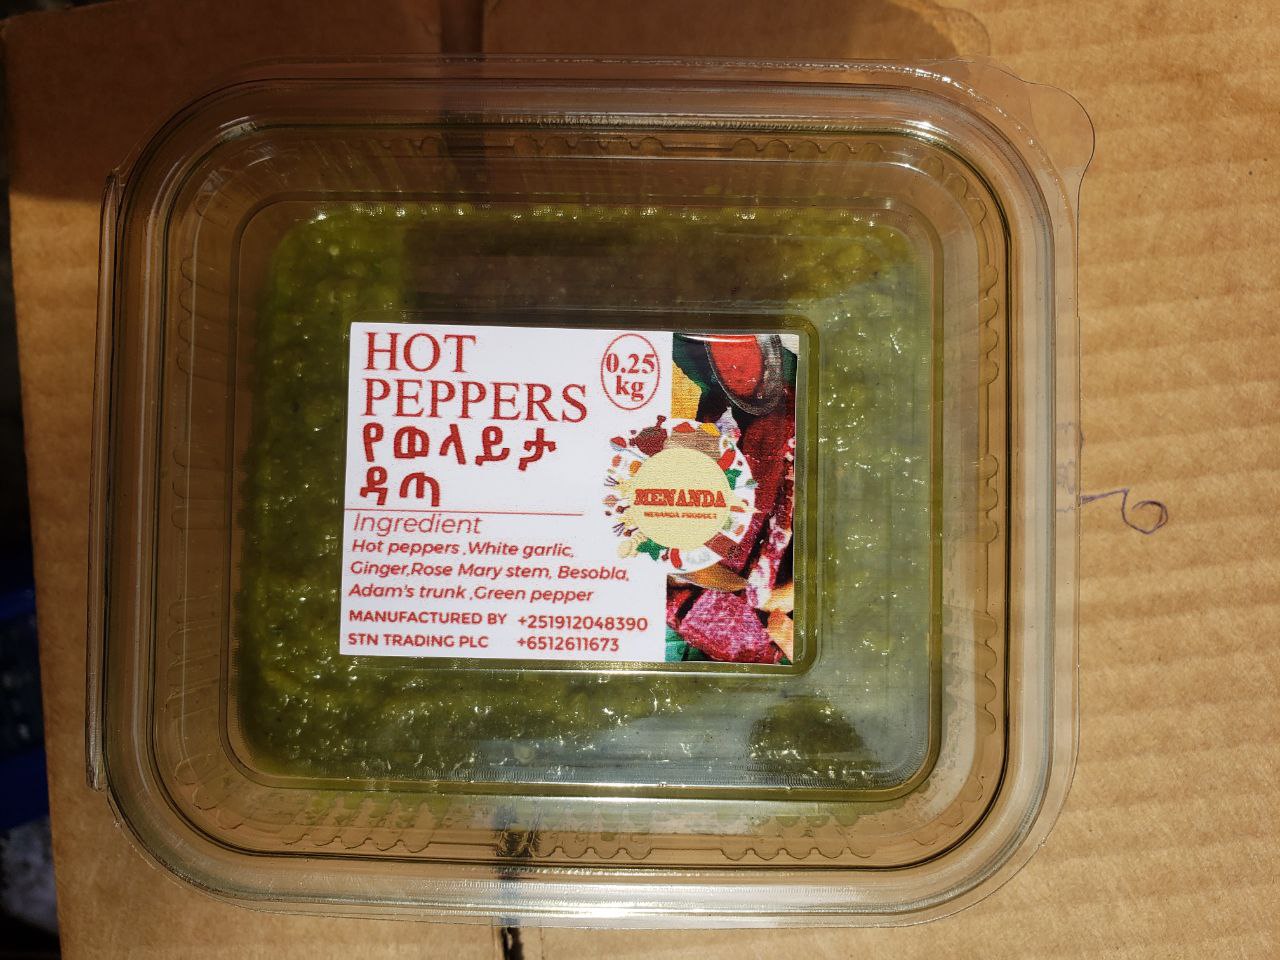 HOT
PEPPERS
የወላይታ
ዳጣ
0.25
kg
MENANDA
MENANDA PRODUCT
Ingredient
Hot peppers ,White garlic,
Ginger,Rose Mary stem, Besobla,
Adam's trunk ,Green pepper
MANUFACTURED BY +251912048390
STN TRADING PLC +6512611673